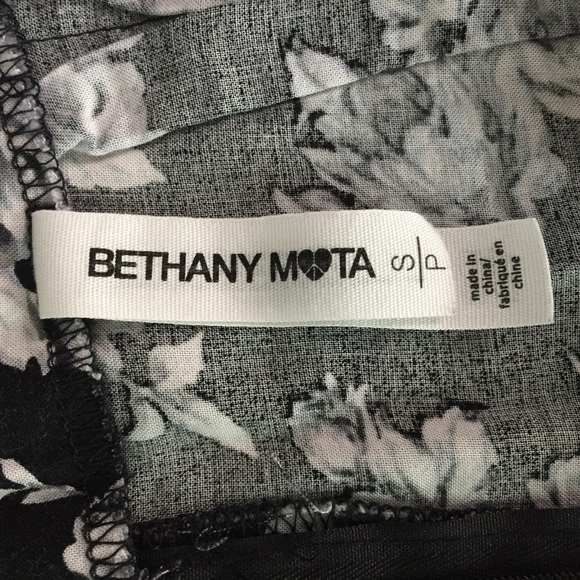 BETHANY MOTA
S/P
made in
china/
fabriqué en
chine